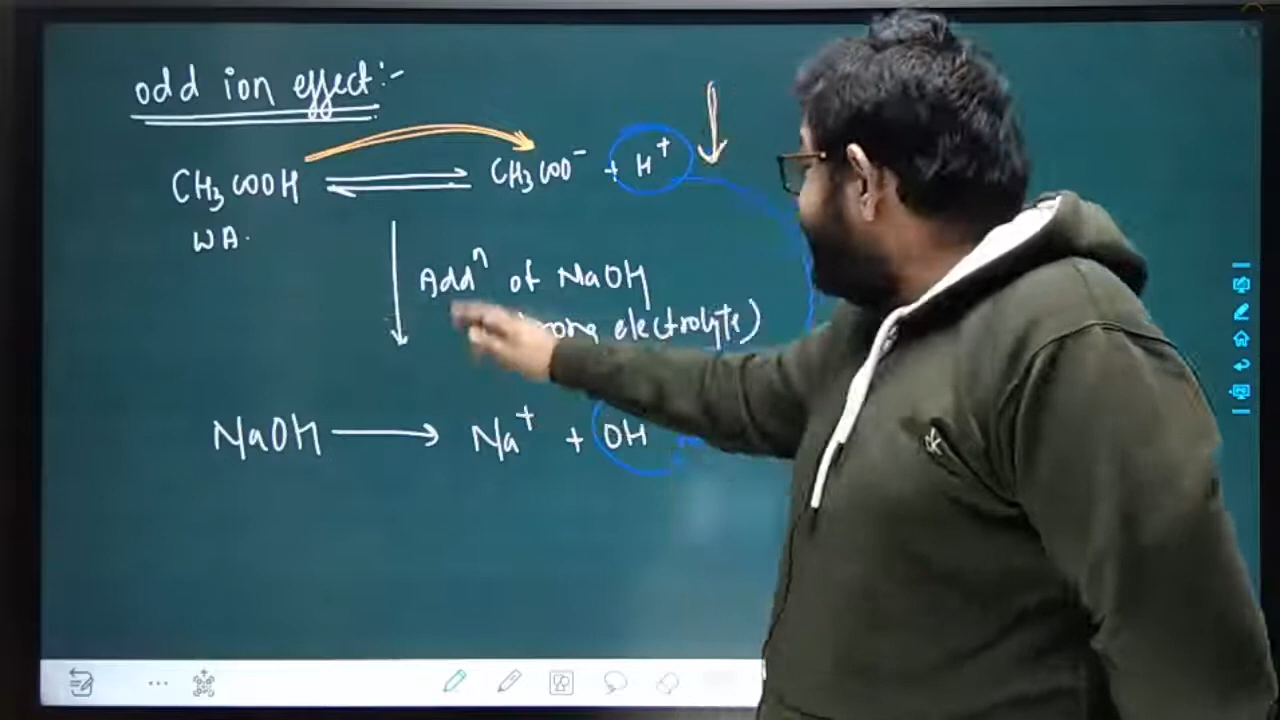 odd ion effect:-
CH₃COOH ⇌ CH₃COO⁻ + H⁺ ↓
WA.
↓ Addⁿ of NaOH
electrolyte)
NaOH ⟶ Na⁺ + OH